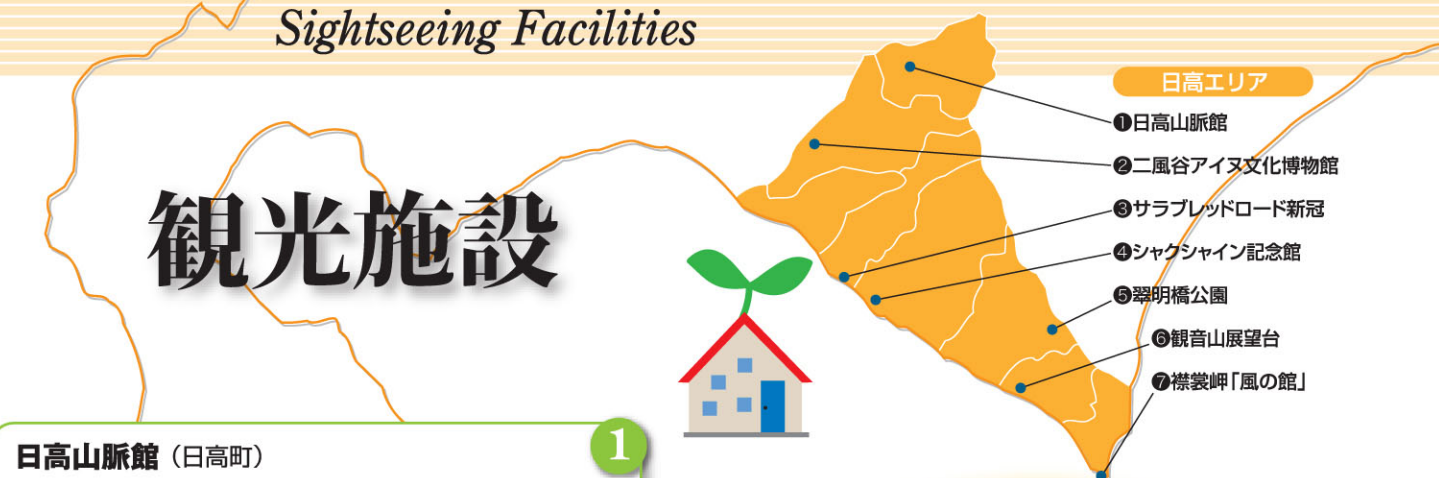 Sightseeing Facilities
観光施設
日高エリア
❶日高山脈館
❷二風谷アイヌ文化博物館
❸サラブレッドロード新冠
❹シャクシャイン記念館
❺翠明橋公園
❻観音山展望台
❼襟裳岬「風の館」
日高山脈館（日高町）
1